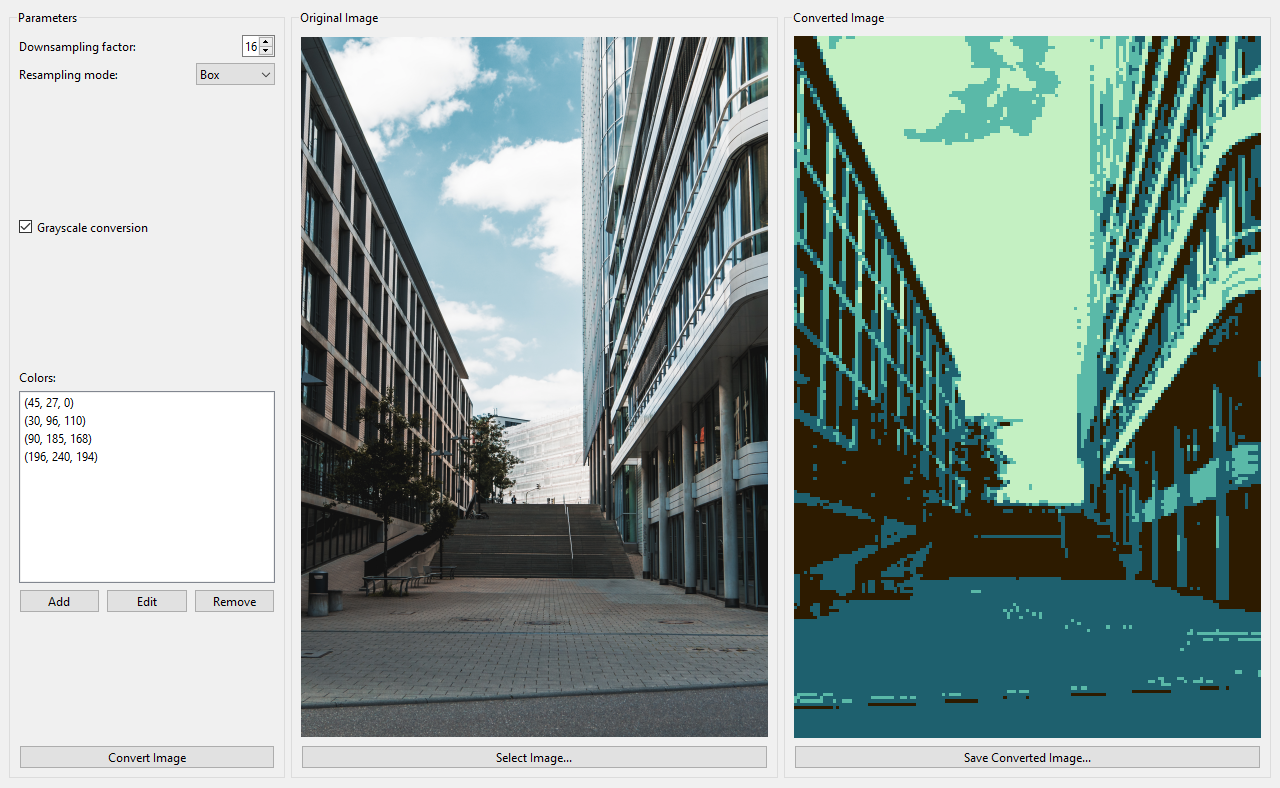 Parameters
Downsampling factor:
16
Resampling mode:
Box
Grayscale conversion
Colors:
(45, 27, 0)
(30, 96, 110)
(90, 185, 168)
(196, 240, 194)
Add
Edit
Remove
Convert Image
Original Image
Select Image...
Converted Image
Save Converted Image...